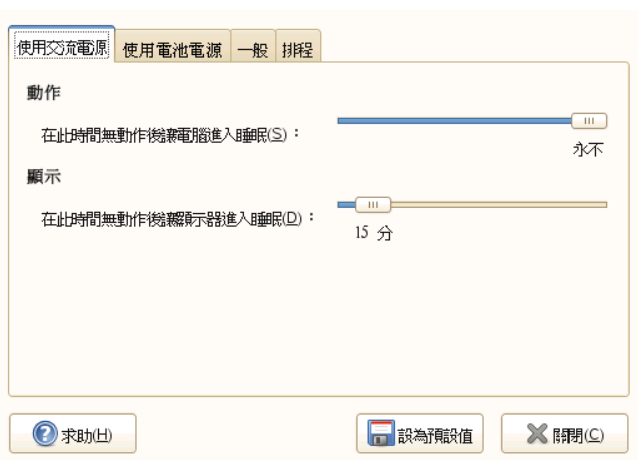 使用交流電源 使用電池電源 一般 排程
動作
在此時間無動作後讓電腦進入睡眠(S)：
永不
顯示
在此時間無動作後讓顯示器進入睡眠(D)：
15 分
求助(H) 設為預設值 關閉(C)